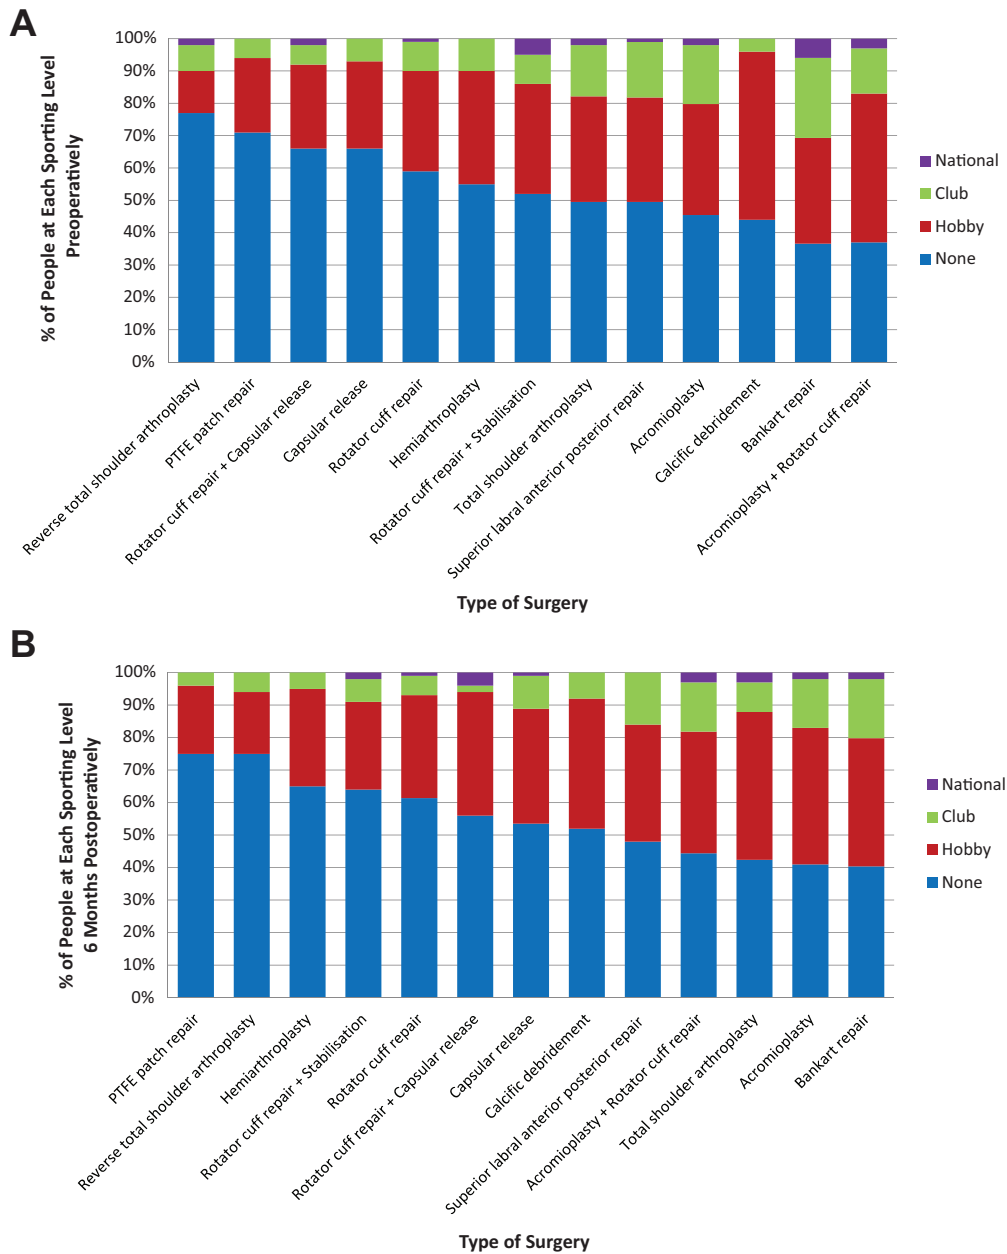 A
% of People at Each Sporting Level
Preoperatively
100%
90%
80%
70%
60%
50%
40%
30%
20%
10%
0%
National
Club
Hobby
None
Reverse total shoulder arthroplasty
PTFE patch repair
Rotator cuff repair + Capsular release
Capsular release
Rotator cuff repair
Hemiarthroplasty
Rotator cuff repair + Stabilisation
Total shoulder arthroplasty
Superior labral anterior posterior repair
Acromioplasty
Calcific debridement
Bankart repair
Acromioplasty + Rotator cuff repair
Type of Surgery
B
% of People at Each Sporting Level
6 Months Postoperatively
100%
90%
80%
70%
60%
50%
40%
30%
20%
10%
0%
National
Club
Hobby
None
PTFE patch repair
Reverse total shoulder arthroplasty
Hemiarthroplasty
Rotator cuff repair + Stabilisation
Rotator cuff repair
Rotator cuff repair + Capsular release
Capsular release
Calcific debridement
Superior labral anterior posterior repair
Acromioplasty + Rotator cuff repair
Total shoulder arthroplasty
Acromioplasty
Bankart repair
Type of Surgery